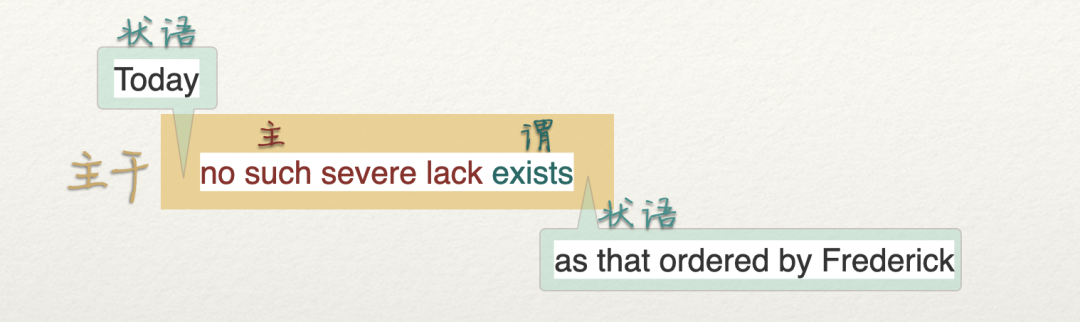 状语
Today
主 谓
主干
no such severe lack exists
状语
as that ordered by Frederick